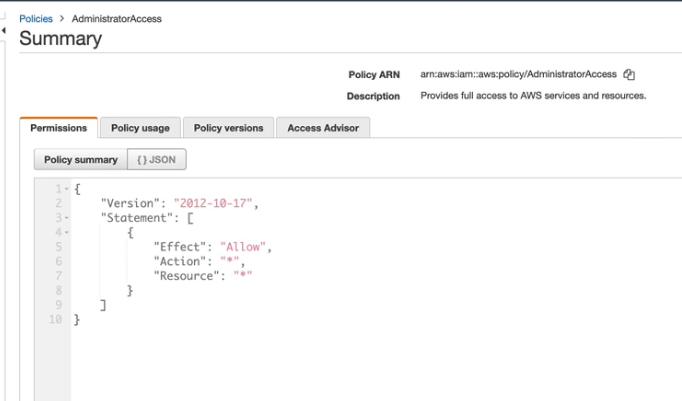 Policies > AdministratorAccess
Summary
Policy ARN arn:aws:iam::aws:policy/AdministratorAccess
Description Provides full access to AWS services and resources.
Permissions Policy usage Policy versions Access Advisor
Policy summary { } JSON
1 {
2 "Version": "2012-10-17",
3 "Statement": [
4 {
5 "Effect": "Allow",
6 "Action": "*",
7 "Resource": "*"
8 }
9 ]
10 }